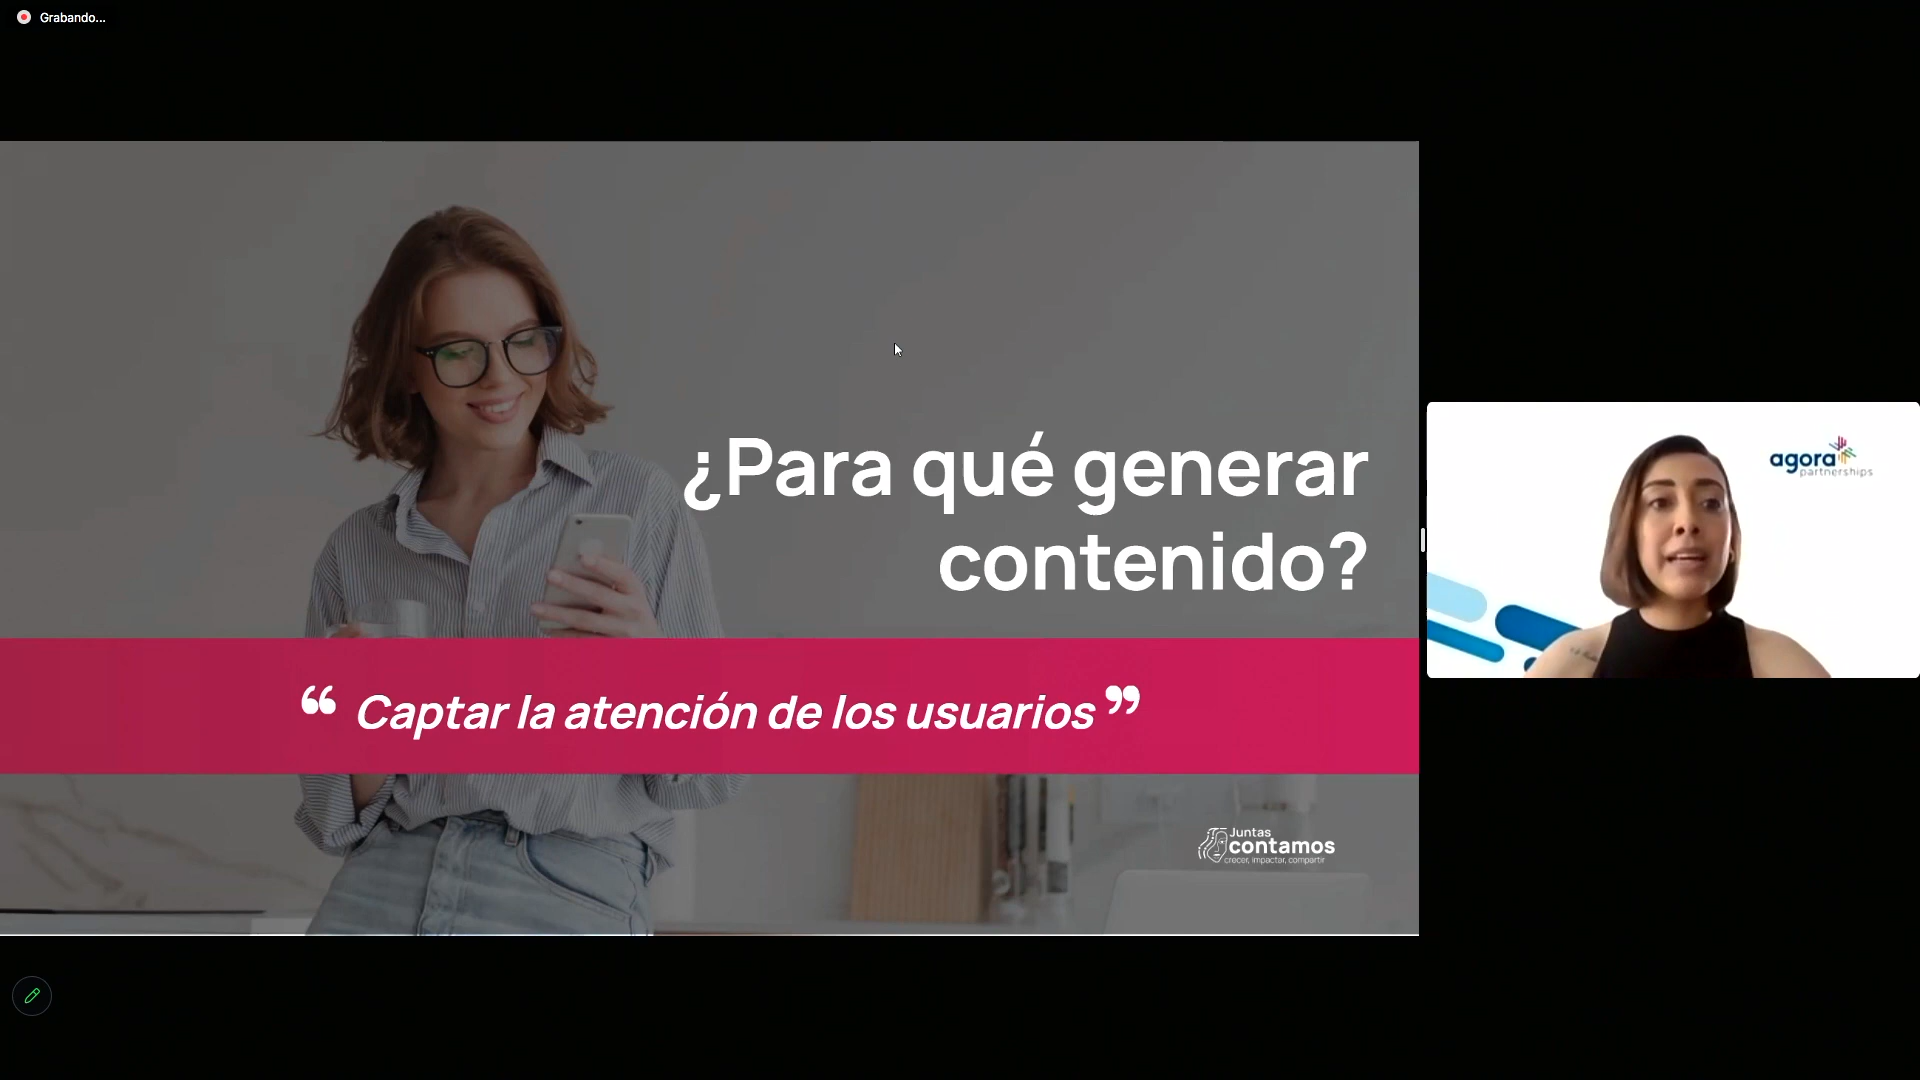 Grabando...
¿Para qué generar
contenido?
“ Captar la atención de los usuarios ”
Juntas
contamos
crecer, impactar, compartir
agora
partnerships